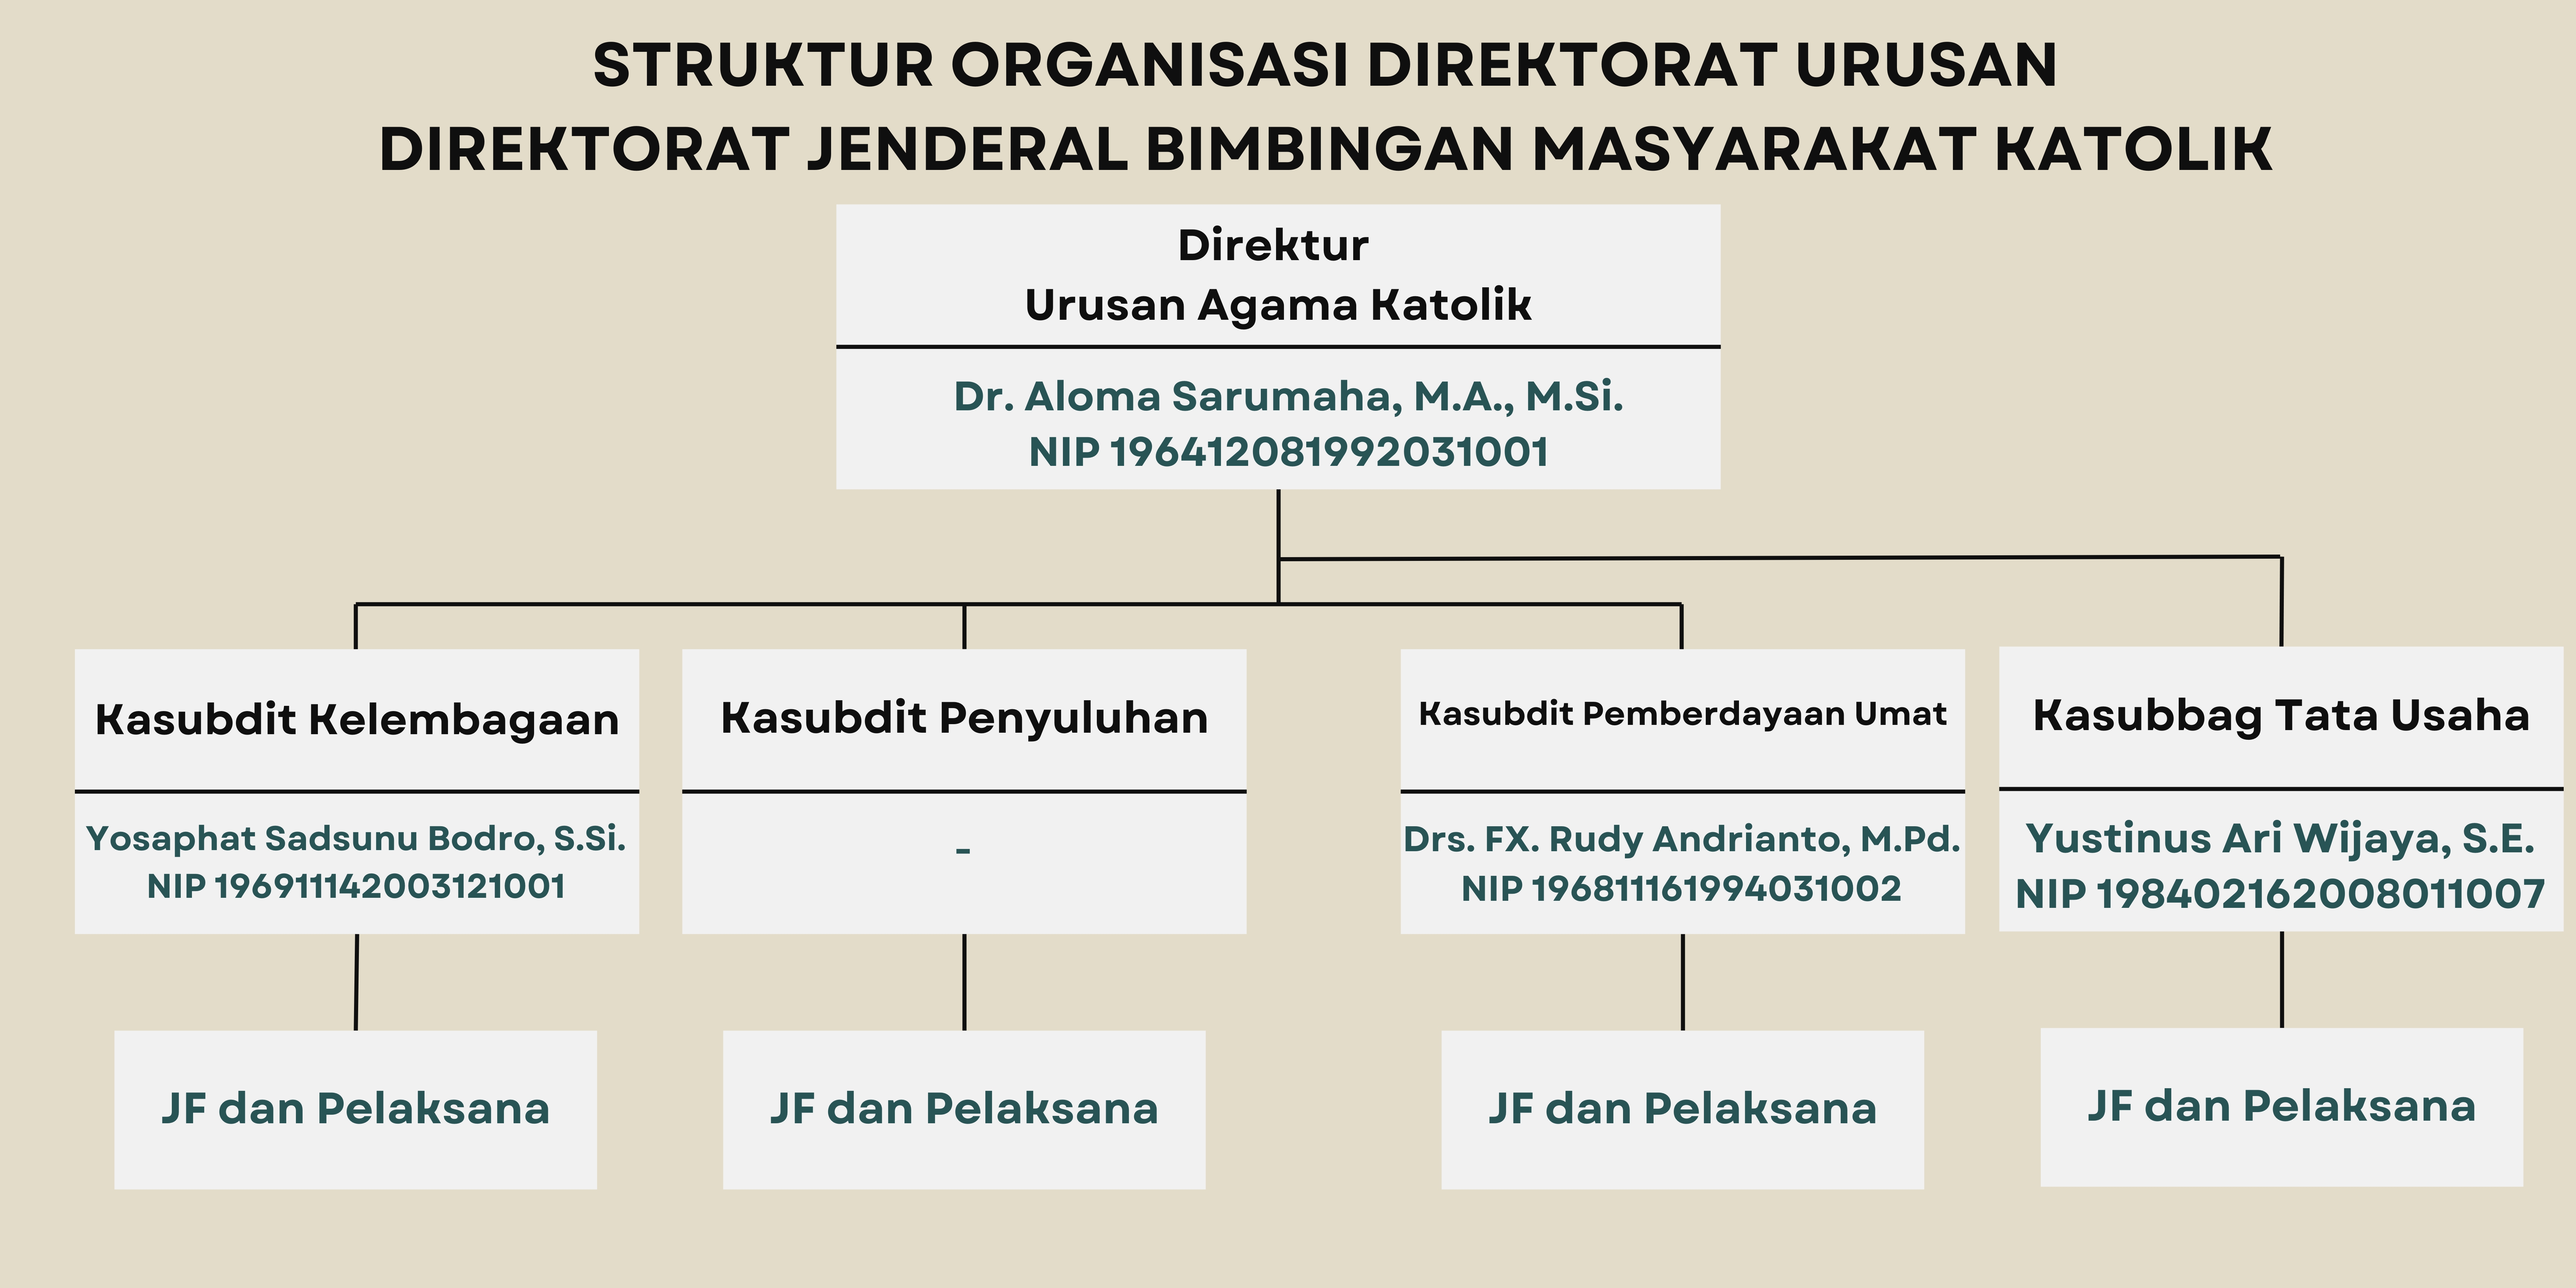 STRUKTUR ORGANISASI DIREKTORAT URUSAN
DIREKTORAT JENDERAL BIMBINGAN MASYARAKAT KATOLIK
Direktur
Urusan Agama Katolik
Dr. Aloma Sarumaha, M.A., M.Si.
NIP 196412081992031001
Kasubdit Kelembagaan
Yosaphat Sadsunu Bodro, S.Si.
NIP 196911142003121001
Kasubdit Penyuluhan
-
Kasubdit Pemberdayaan Umat
Drs. FX. Rudy Andrianto, M.Pd.
NIP 196811161994031002
Kasubbag Tata Usaha
Yustinus Ari Wijaya, S.E.
NIP 198402162008011007
JF dan Pelaksana
JF dan Pelaksana
JF dan Pelaksana
JF dan Pelaksana